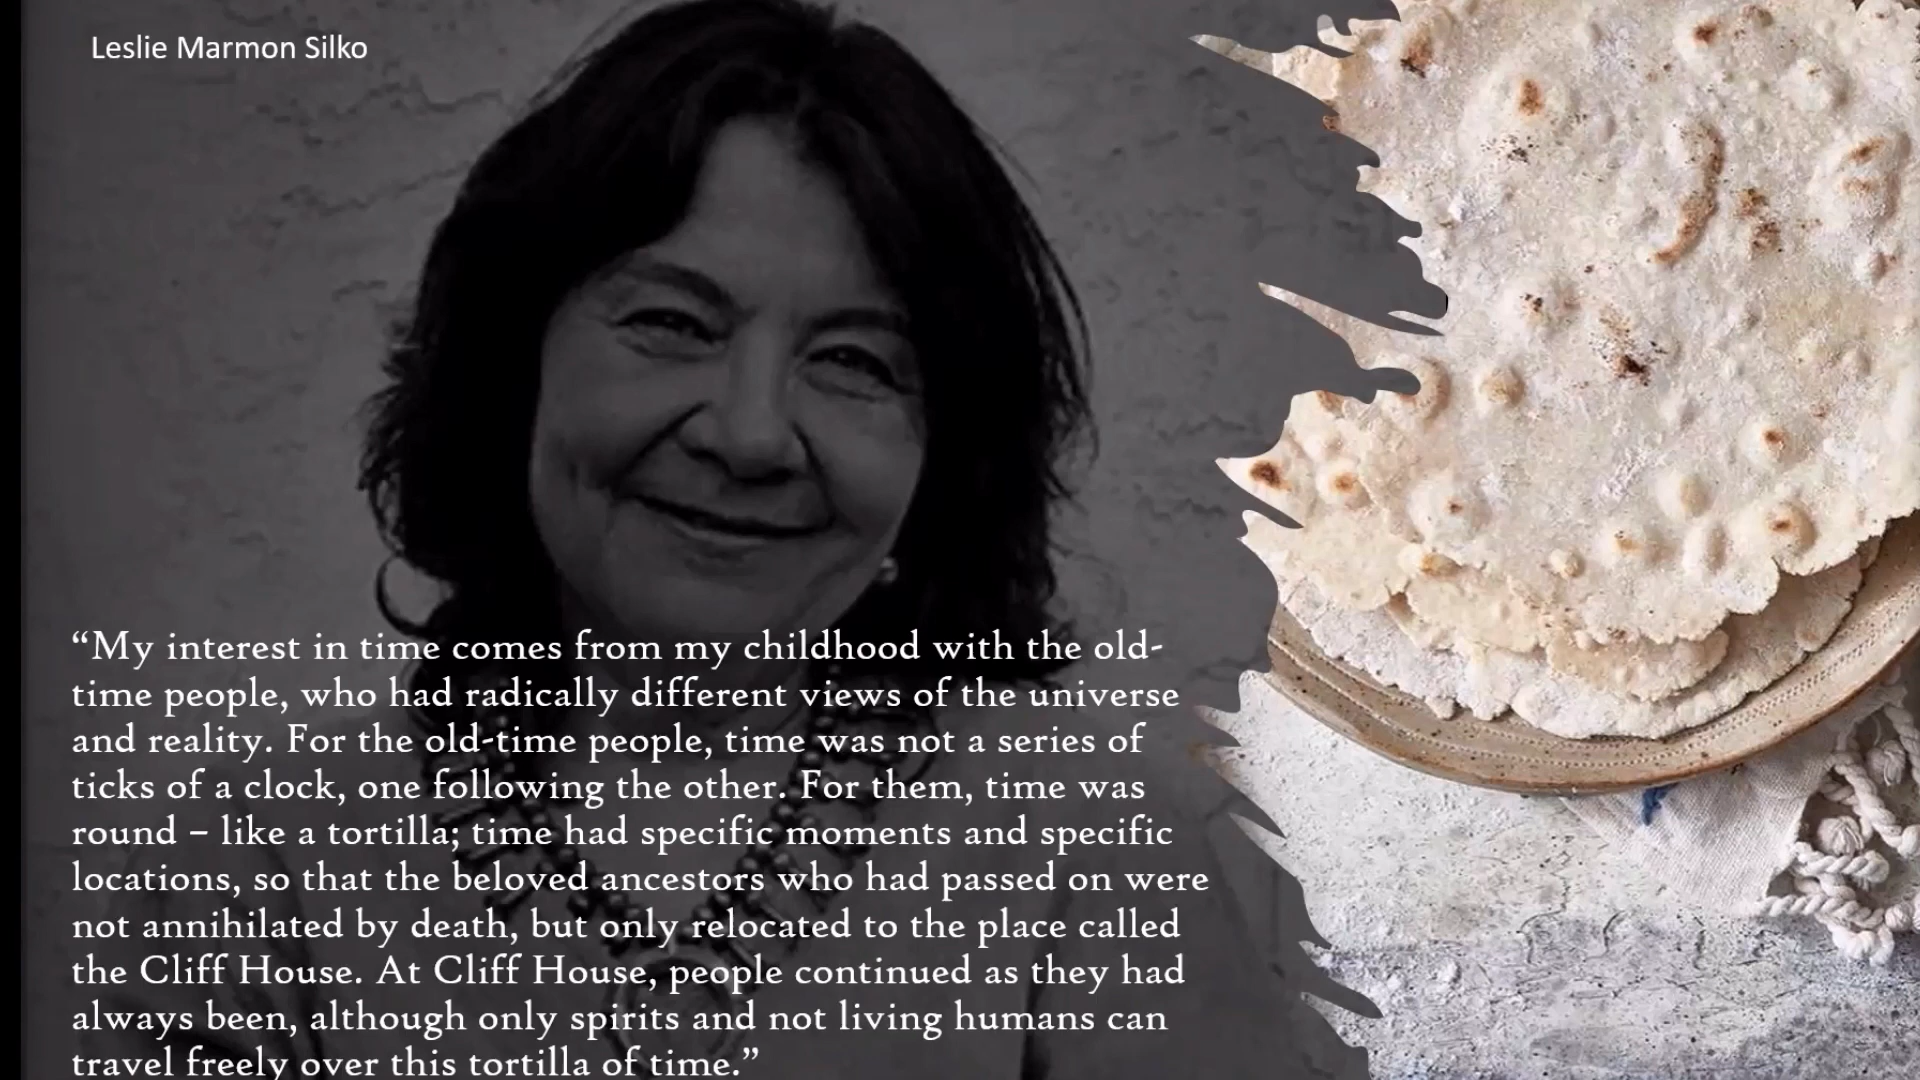 Leslie Marmon Silko
“My interest in time comes from my childhood with the old-
time people, who had radically different views of the universe
and reality. For the old-time people, time was not a series of
ticks of a clock, one following the other. For them, time was
round – like a tortilla; time had specific moments and specific
locations, so that the beloved ancestors who had passed on were
not annihilated by death, but only relocated to the place called
the Cliff House. At Cliff House, people continued as they had
always been, although only spirits and not living humans can
travel freely over this tortilla of time.”